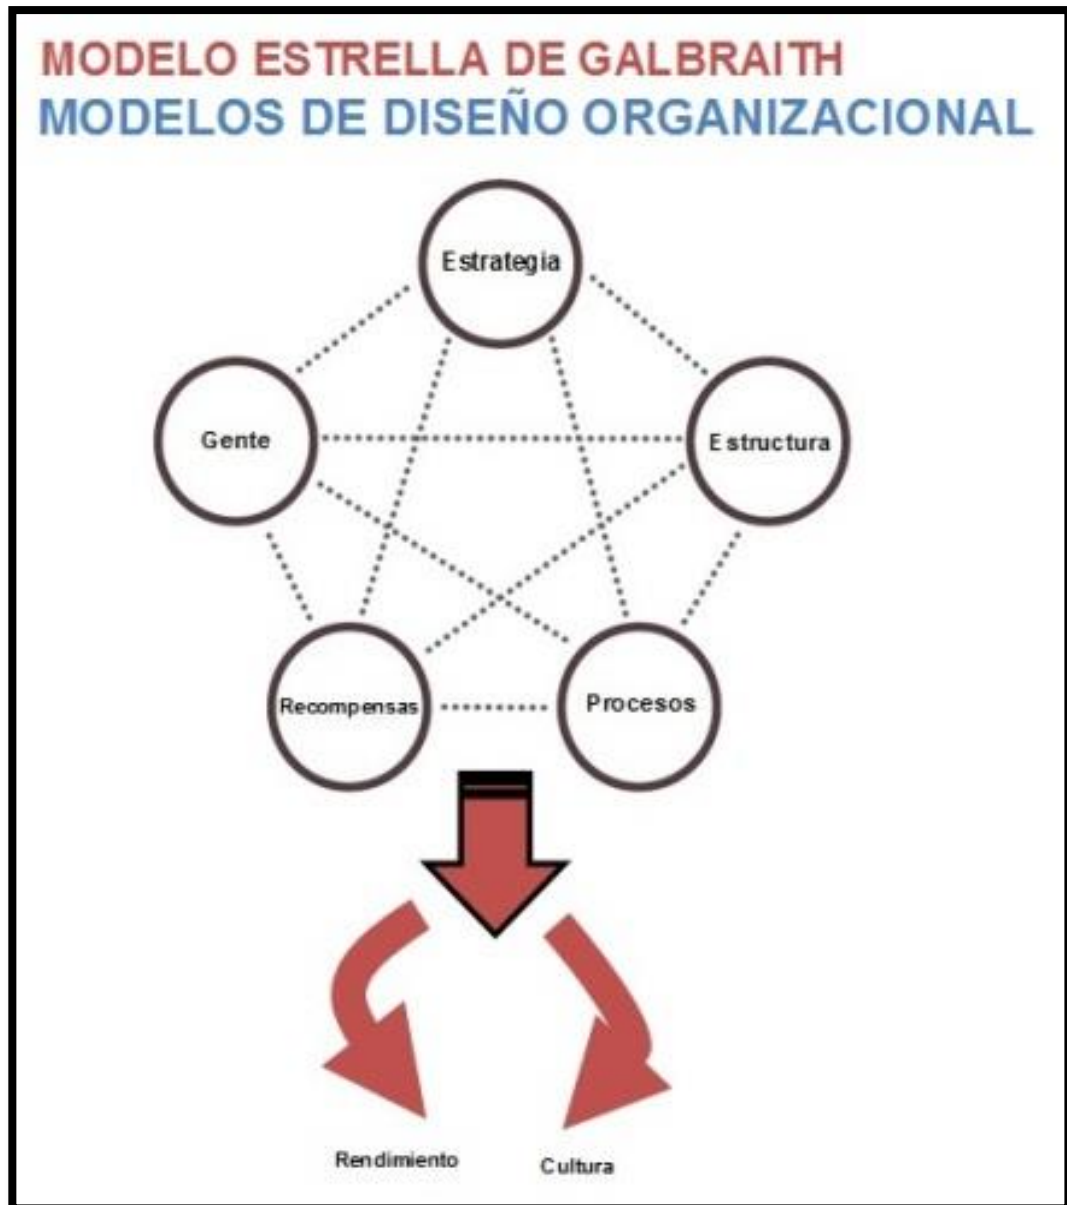 MODELO ESTRELLA DE GALBRAITH
MODELOS DE DISEÑO ORGANIZACIONAL
Estrategia
Gente
Estructura
Recompensas
Procesos
Rendimiento
Cultura